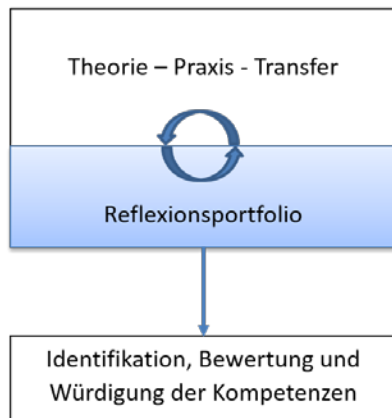 Theorie – Praxis - Transfer
Reflexionsportfolio
Identifikation, Bewertung und
Würdigung der Kompetenzen